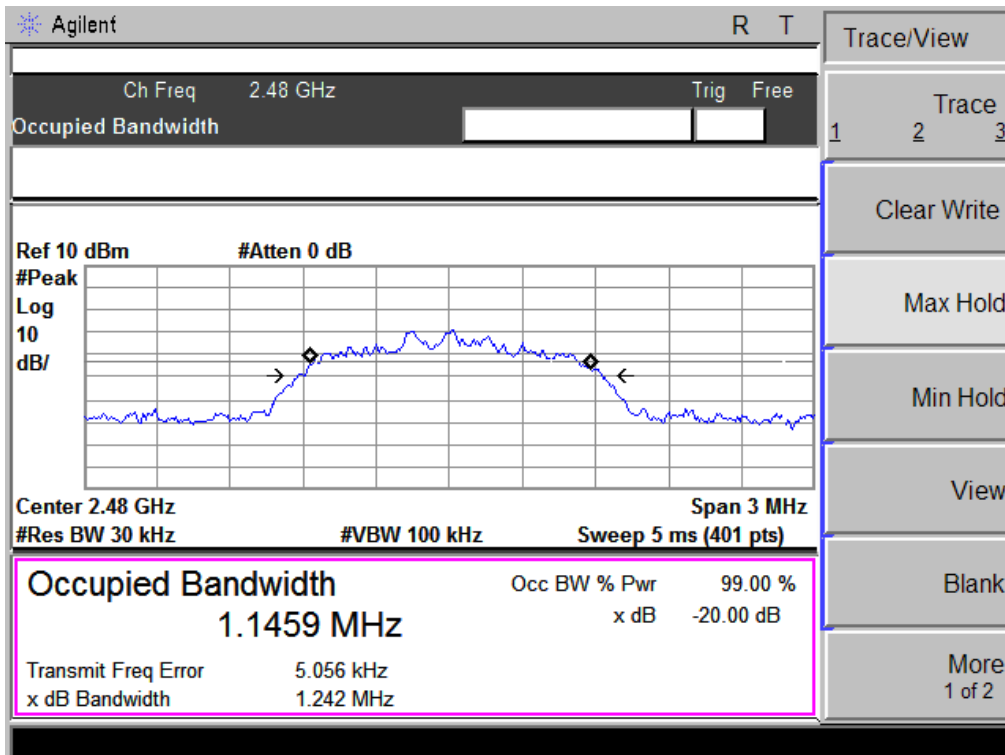 Agilent R T
Trace/View
Ch Freq 2.48 GHz Trig Free
Occupied Bandwidth
Trace
1 2 3
Clear Write
Max Hold
Min Hold
View
Blank
More
1 of 2
Ref 10 dBm #Atten 0 dB
#Peak
Log
10
dB/
Center 2.48 GHz Span 3 MHz
#Res BW 30 kHz #VBW 100 kHz Sweep 5 ms (401 pts)
Occupied Bandwidth Occ BW % Pwr 99.00 %
1.1459 MHz x dB -20.00 dB
Transmit Freq Error 5.056 kHz
x dB Bandwidth 1.242 MHz